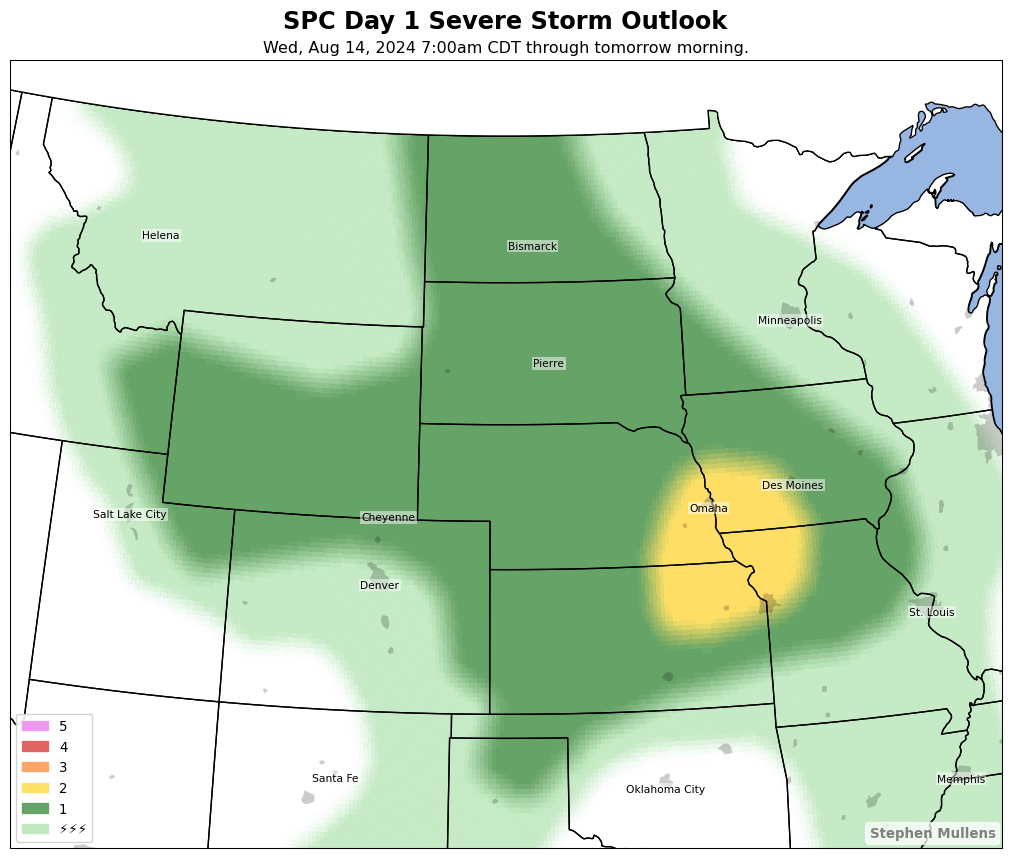 SPC Day 1 Severe Storm Outlook
Wed, Aug 14, 2024 7:00am CDT through tomorrow morning.
Helena
Bismarck
Minneapolis
Pierre
Des Moines
Omaha
Salt Lake City
Cheyenne
Denver
St. Louis
Santa Fe
Oklahoma City
Memphis
5
4
3
2
1
⚡⚡⚡
Stephen Mullens